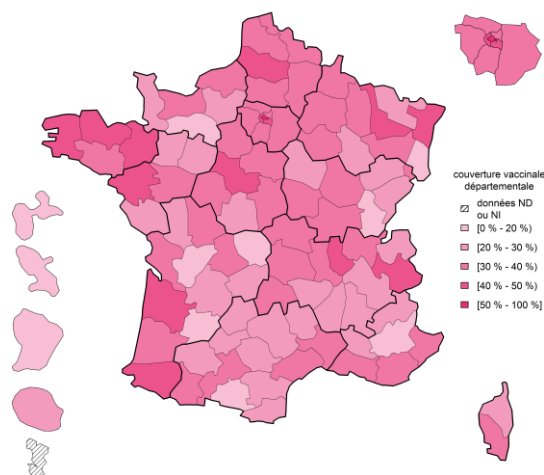 couverture vaccinale
départementale
données ND
ou NI
[0 % - 20 %)
[20 % - 30 %)
[30 % - 40 %)
[40 % - 50 %)
[50 % - 100 %]